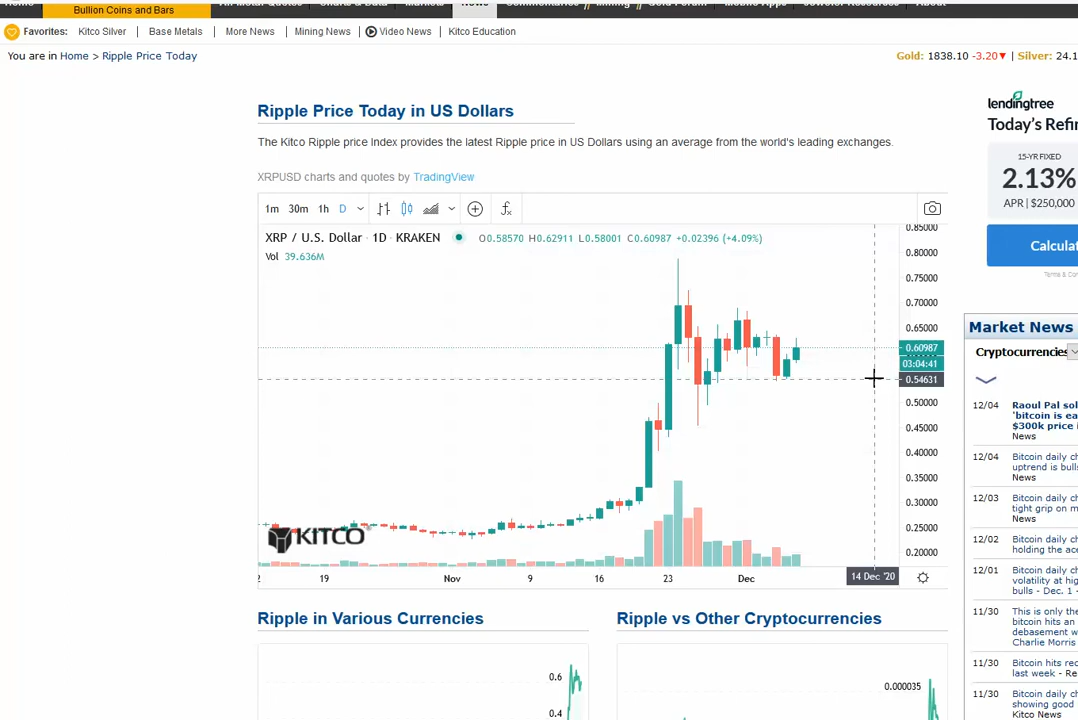 Bullion Coins and Bars
News
Favorites: Kitco Silver | Base Metals | More News | Mining News | Video News | Kitco Education
You are in Home > Ripple Price Today
Gold: 1838.10 -3.20▼ | Silver: 24.1
Ripple Price Today in US Dollars
The Kitco Ripple price Index provides the latest Ripple price in US Dollars using an average from the world's leading exchanges.
XRPUSD charts and quotes by TradingView
1m 30m 1h D
XRP / U.S. Dollar · 1D · KRAKEN O0.58570 H0.62911 L0.58001 C0.60987 +0.02396 (+4.09%)
Vol 39.636M
0.85000
0.80000
0.75000
0.70000
0.65000
0.60987
03:04:41
0.54631
0.50000
0.45000
0.40000
0.35000
0.30000
0.25000
0.20000
KITCO®
19 Nov 9 16 23 Dec 14 Dec '20
Ripple in Various Currencies
0.6
0.4
Ripple vs Other Cryptocurrencies
0.000035
lendingtree
Today's Refi
15-YR FIXED
2.13%
APR | $250,000
Calculat
Terms & Con
Market News
Cryptocurrencies
12/04 Raoul Pal sol
'bitcoin is ea
$300k price i
News
12/04 Bitcoin daily ch
uptrend is bull
News
12/03 Bitcoin daily ch
tight grip on m
News
12/02 Bitcoin daily ch
holding the ace
12/01 Bitcoin daily ch
volatility at hig
bulls - Dec. 1 -
11/30 This is only the
bitcoin hits an
debasement w
Charlie Morris
11/30 Bitcoin hits rec
last week - Re
11/30 Bitcoin daily ch
showing good
Kitco News